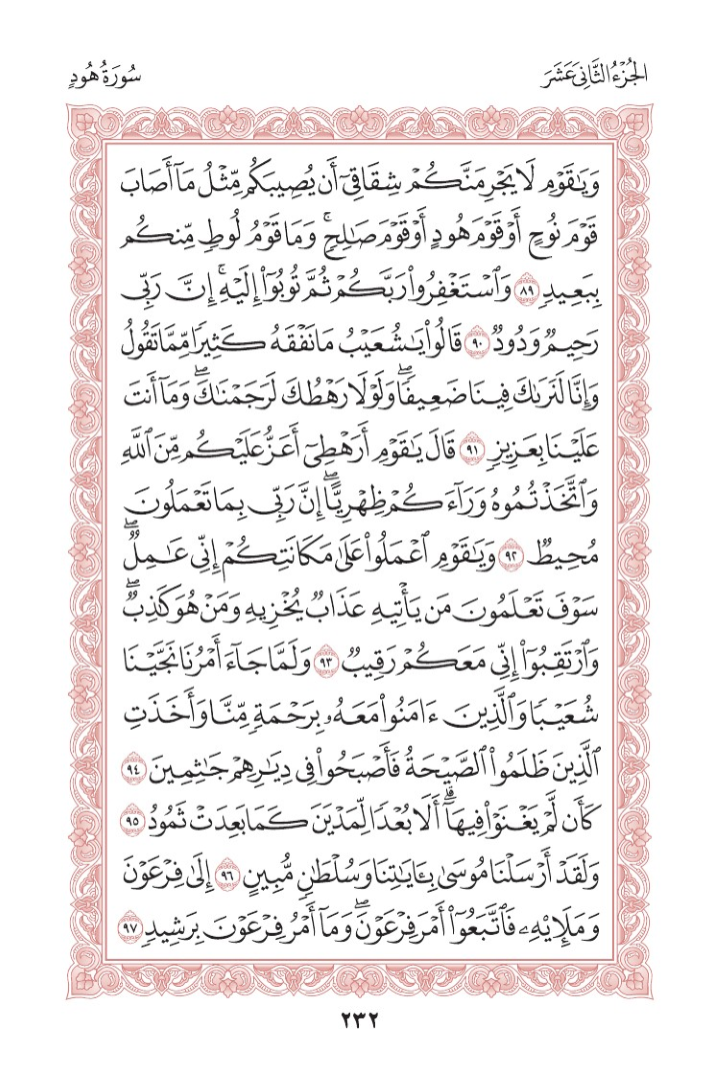 الجُزْءُ الثَّانِي عَشَرَ
سُورَةُ هُودٍ
وَيَٰقَوْمِ لَا يَجْرِمَنَّكُمْ شِقَاقِىٓ أَن يُصِيبَكُم مِّثْلُ مَآ أَصَابَ
قَوْمَ نُوحٍ أَوْ قَوْمَ هُودٍ أَوْ قَوْمَ صَٰلِحٍ ۚ وَمَا قَوْمُ لُوطٍ مِّنكُم
بِبَعِيدٍ ٨٩ وَٱسْتَغْفِرُوا۟ رَبَّكُمْ ثُمَّ تُوبُوٓا۟ إِلَيْهِ ۚ إِنَّ رَبِّى
رَحِيمٌ وَدُودٌ ٩٠ قَالُوا۟ يَٰشُعَيْبُ مَا نَفْقَهُ كَثِيرًا مِّمَّا تَقُولُ
وَإِنَّا لَنَرَىٰكَ فِينَا ضَعِيفًا ۖ وَلَوْلَا رَهْطُكَ لَرَجَمْنَٰكَ ۖ وَمَآ أَنتَ
عَلَيْنَا بِعَزِيزٍ ٩١ قَالَ يَٰقَوْمِ أَرَهْطِىٓ أَعَزُّ عَلَيْكُم مِّنَ ٱللَّهِ
وَٱتَّخَذْتُمُوهُ وَرَآءَكُمْ ظِهْرِيًّا ۖ إِنَّ رَبِّى بِمَا تَعْمَلُونَ
مُحِيطٌ ٩٢ وَيَٰقَوْمِ ٱعْمَلُوا۟ عَلَىٰ مَكَانَتِكُمْ إِنِّى عَٰمِلٌ ۖ
سَوْفَ تَعْلَمُونَ مَن يَأْتِيهِ عَذَابٌ يُخْزِيهِ وَمَنْ هُوَ كَٰذِبٌ ۖ
وَٱرْتَقِبُوٓا۟ إِنِّى مَعَكُمْ رَقِيبٌ ٩٣ وَلَمَّا جَآءَ أَمْرُنَا نَجَّيْنَا
شُعَيْبًا وَٱلَّذِينَ ءَامَنُوا۟ مَعَهُۥ بِرَحْمَةٍ مِّنَّا وَأَخَذَتِ
ٱلَّذِينَ ظَلَمُوا۟ ٱلصَّيْحَةُ فَأَصْبَحُوا۟ فِى دِيَٰرِهِمْ جَٰثِمِينَ ٩٤
كَأَن لَّمْ يَغْنَوْا۟ فِيهَآ ۗ أَلَا بُعْدًا لِّمَدْيَنَ كَمَا بَعِدَتْ ثَمُودُ ٩٥
وَلَقَدْ أَرْسَلْنَا مُوسَىٰ بِـَٔايَٰتِنَا وَسُلْطَٰنٍ مُّبِينٍ ٩٦ إِلَىٰ فِرْعَوْنَ
وَمَلَإِي۟هِۦ فَٱتَّبَعُوٓا۟ أَمْرَ فِرْعَوْنَ ۖ وَمَآ أَمْرُ فِرْعَوْنَ بِرَشِيدٍ ٩٧
٢٣٢